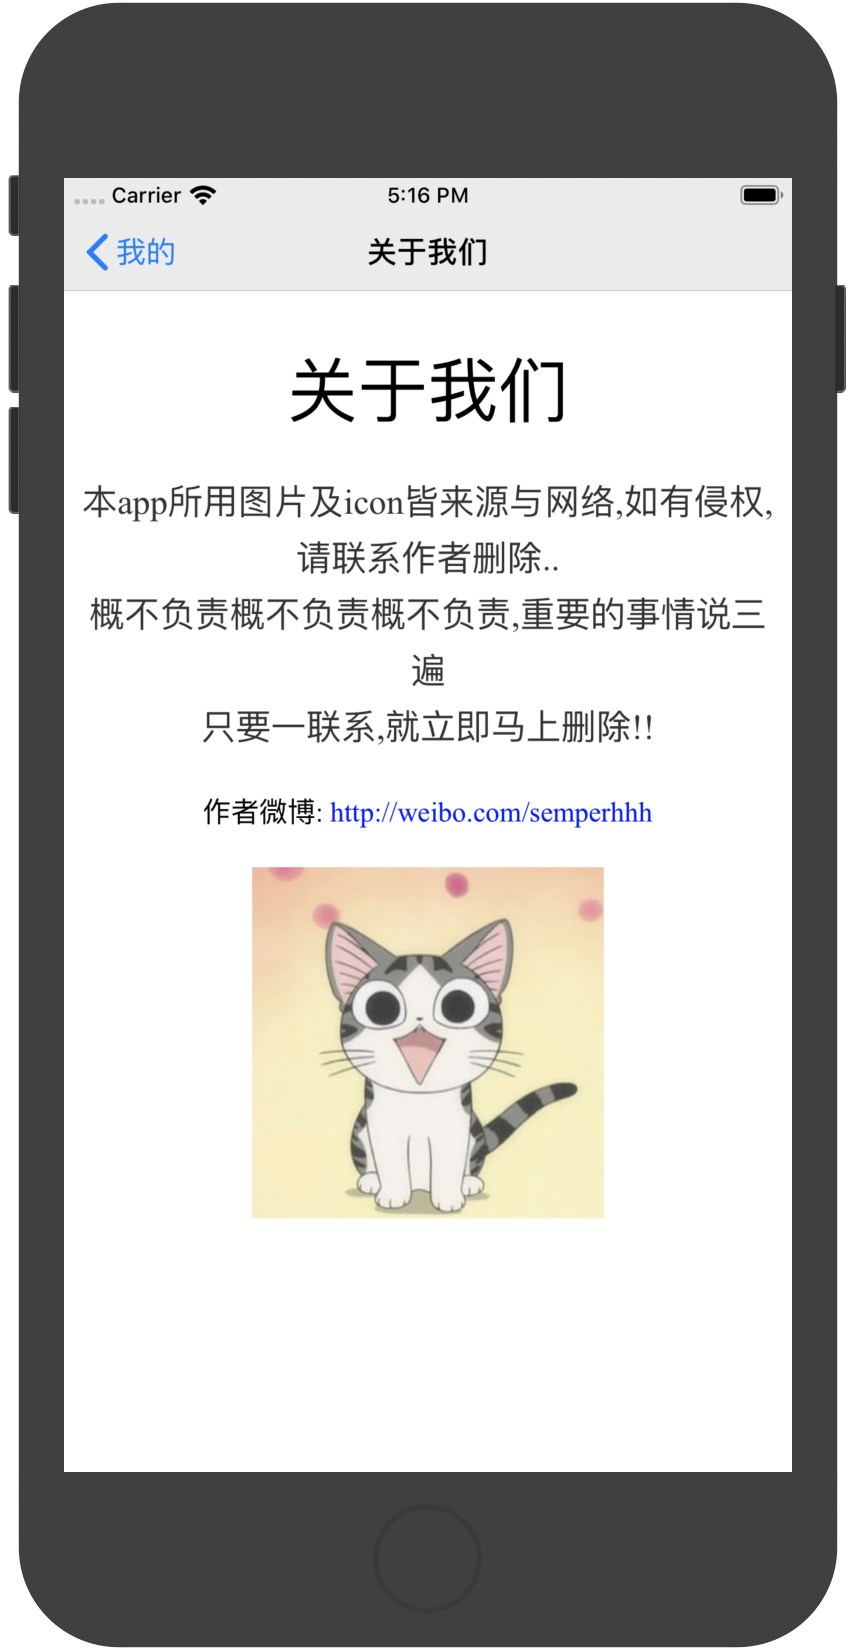 Carrier 5:16 PM
我的 关于我们
关于我们
本app所用图片及icon皆来源与网络,如有侵权,
请联系作者删除..
概不负责概不负责概不负责,重要的事情说三
遍
只要一联系,就立即马上删除!!
作者微博: http://weibo.com/semperhhh